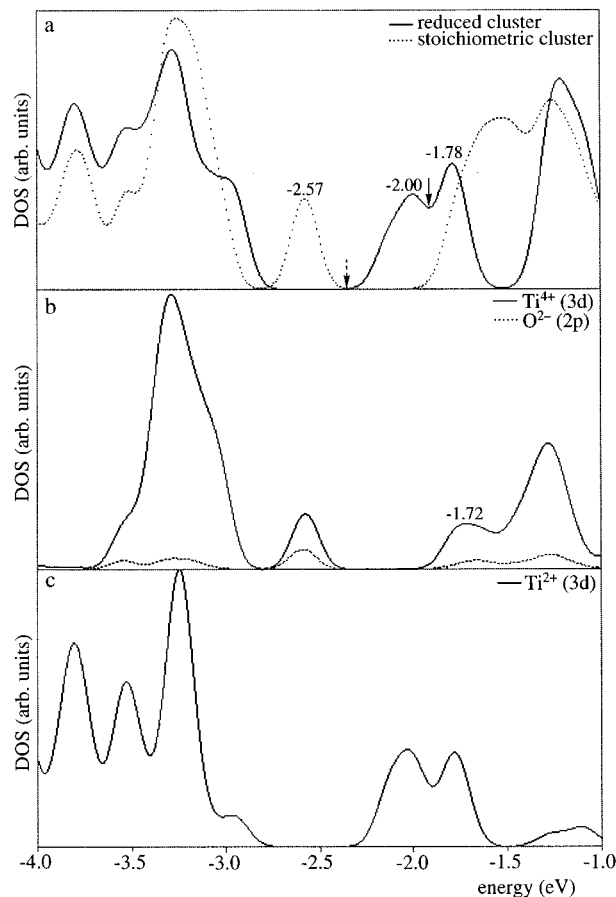 a
reduced cluster
stoichiometric cluster
DOS (arb. units)
-2.57
-2.00
-1.78
b
Ti⁴⁺ (3d)
O²⁻ (2p)
DOS (arb. units)
-1.72
c
Ti²⁺ (3d)
DOS (arb. units)
-4.0 -3.5 -3.0 -2.5 -2.0 -1.5 -1.0
energy (eV)